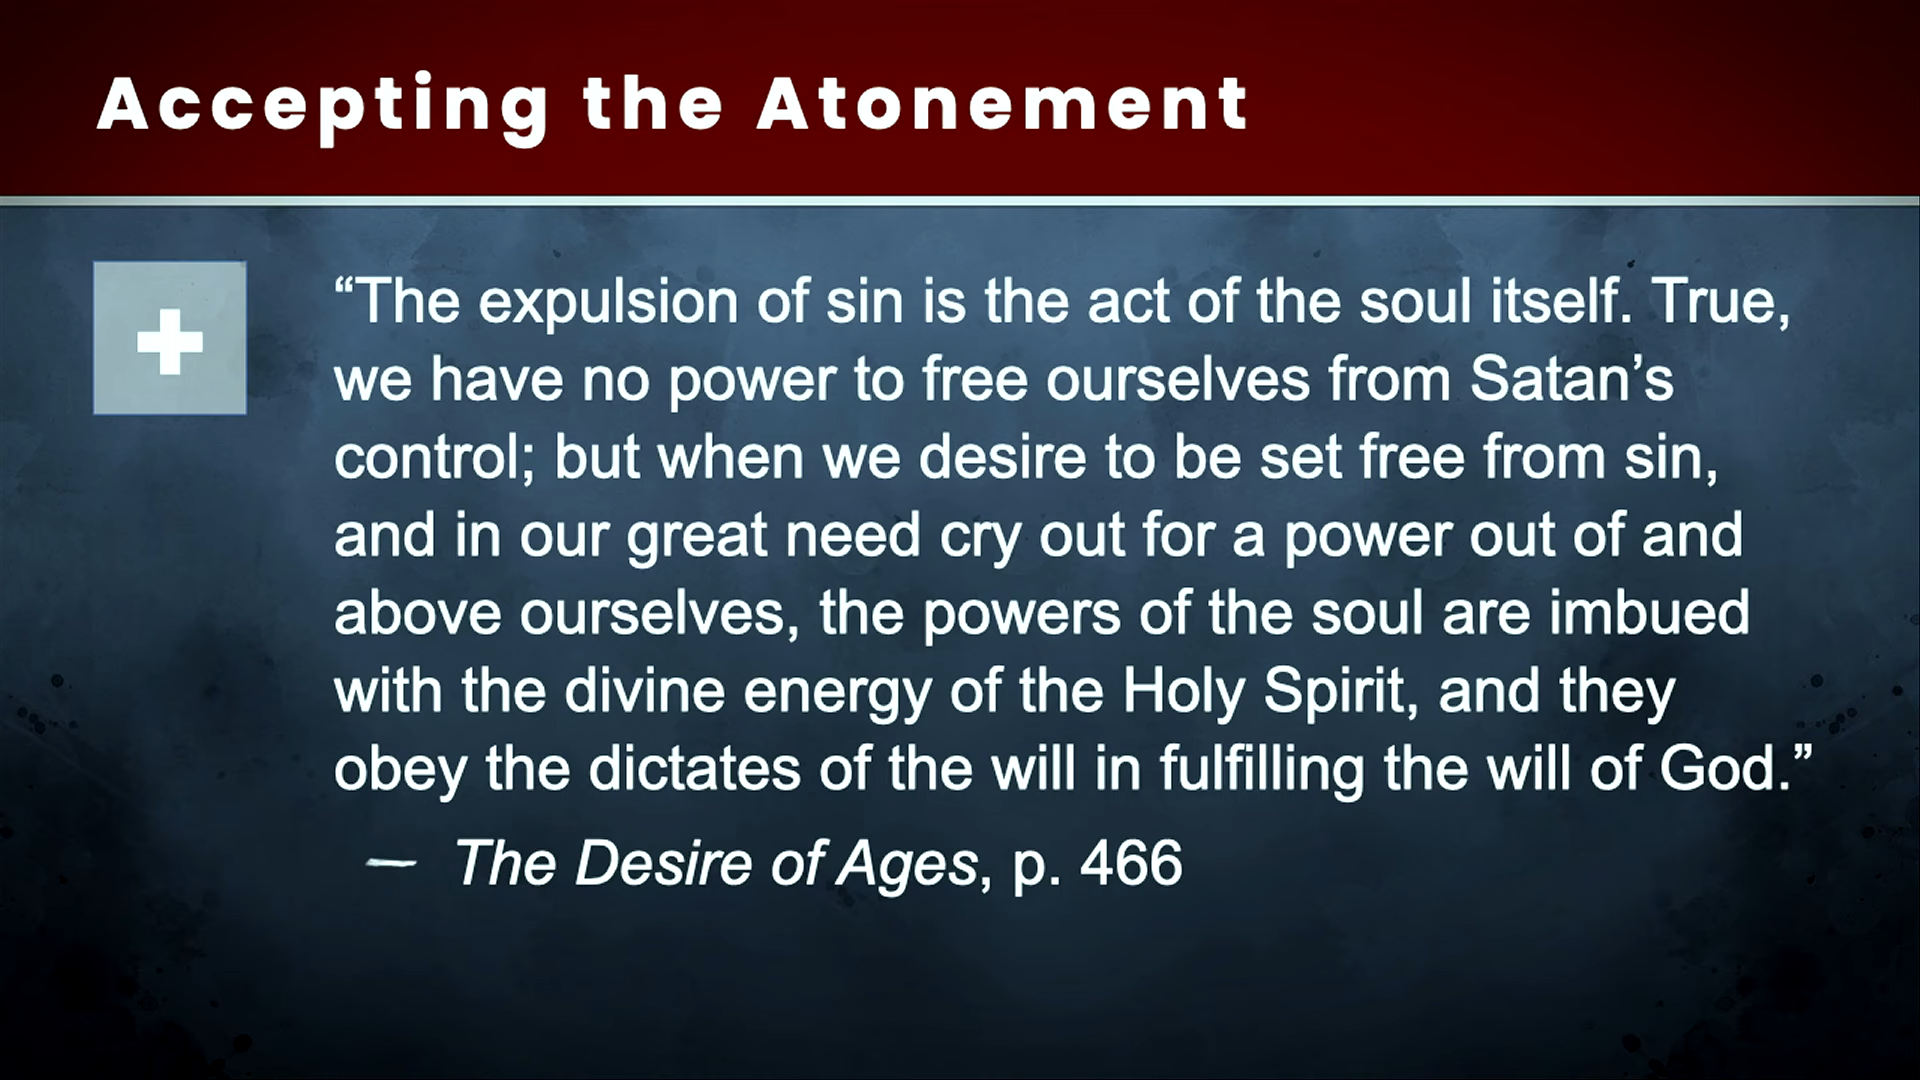 Accepting the Atonement
“The expulsion of sin is the act of the soul itself. True,
we have no power to free ourselves from Satan’s
control; but when we desire to be set free from sin,
and in our great need cry out for a power out of and
above ourselves, the powers of the soul are imbued
with the divine energy of the Holy Spirit, and they
obey the dictates of the will in fulfilling the will of God.”
— The Desire of Ages, p. 466